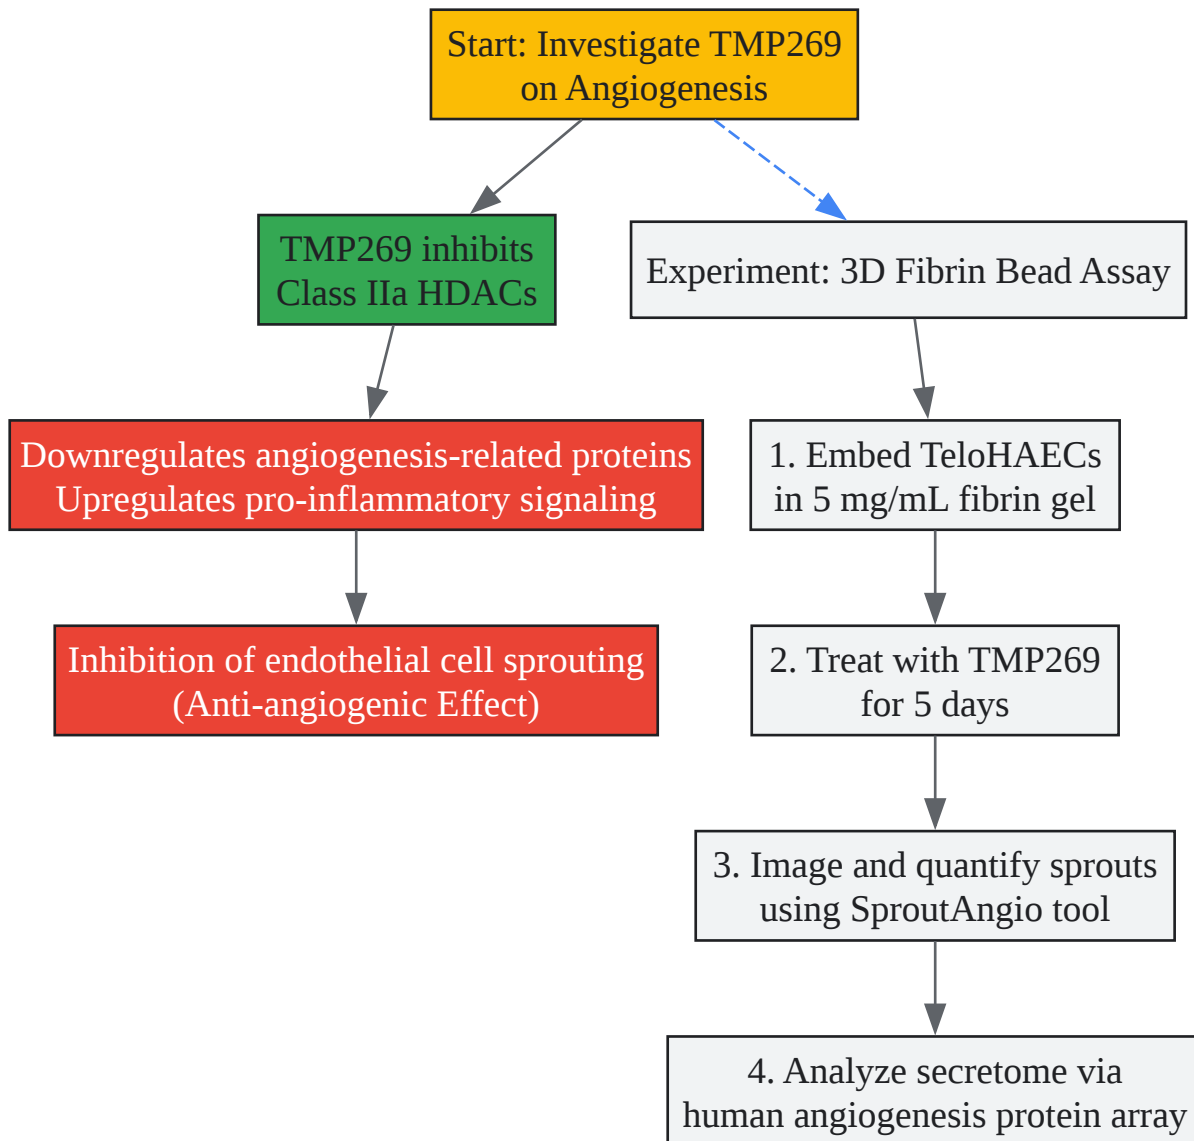 Start: Investigate TMP269
on Angiogenesis
TMP269 inhibits
Class IIa HDACs
Downregulates angiogenesis-related proteins
Upregulates pro-inflammatory signaling
Inhibition of endothelial cell sprouting
(Anti-angiogenic Effect)
Experiment: 3D Fibrin Bead Assay
1. Embed TeloHAECs
in 5 mg/mL fibrin gel
2. Treat with TMP269
for 5 days
3. Image and quantify sprouts
using SproutAngio tool
4. Analyze secretome via
human angiogenesis protein array